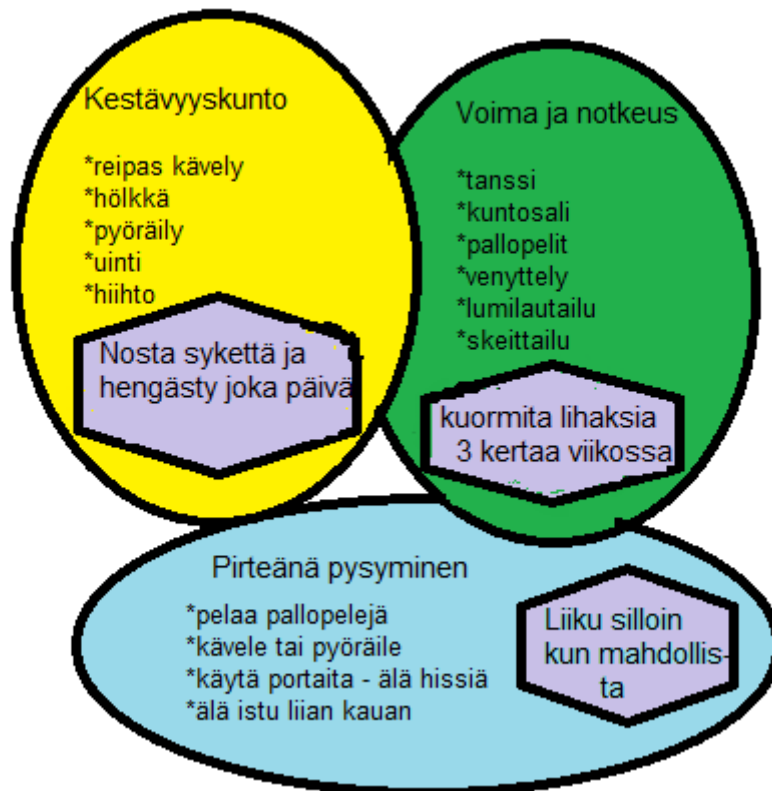 Kestävyyskunto
*reipas kävely
*hölkkä
*pyöräily
*uinti
*hiihto
Nosta sykettä ja
hengästy joka päivä
Voima ja notkeus
*tanssi
*kuntosali
*pallopelit
*venyttely
*lumilautailu
*skeittailu
kuormita lihaksia
3 kertaa viikossa
Pirteänä pysyminen
*pelaa pallopelejä
*kävele tai pyöräile
*käytä portaita - älä hissiä
*älä istu liian kauan
Liiku silloin
kun mahdollis-
ta